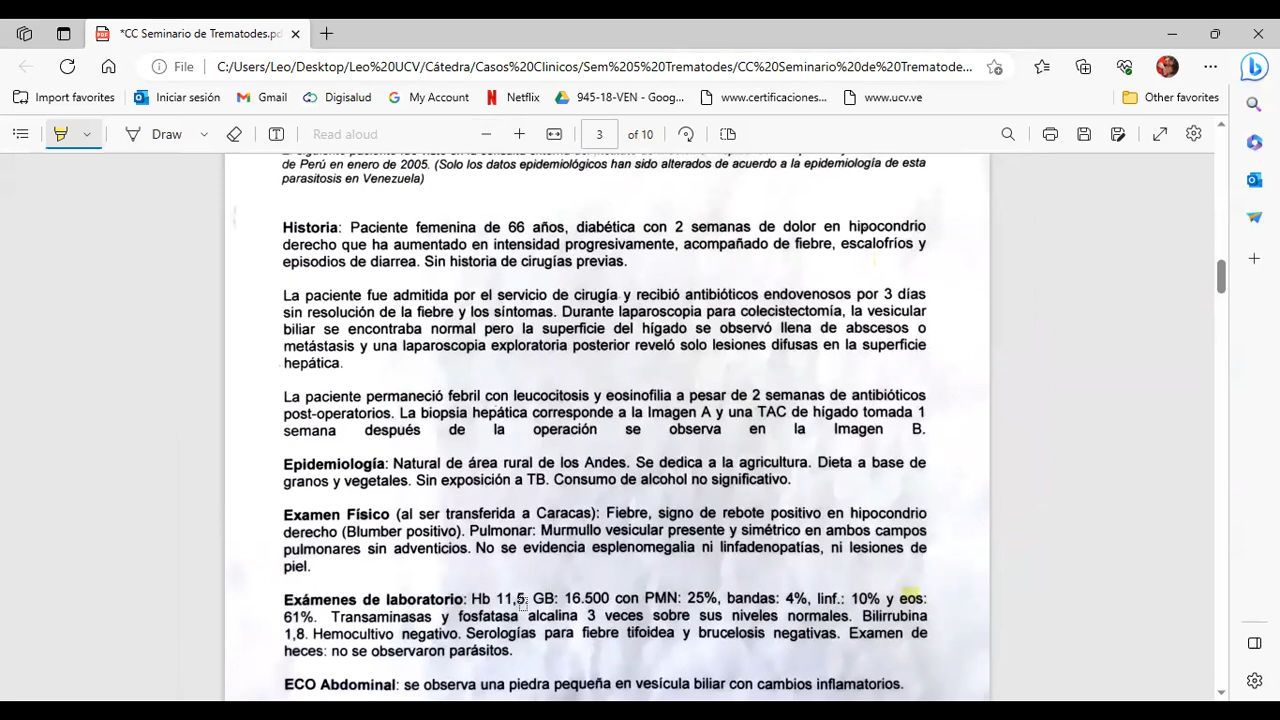 *CC Seminario de Trematodes.pd
File
C:/Users/Leo/Desktop/Leo%20UCV/Cátedra/Casos%20Clinicos/Sem%205%20Trematodes/CC%20Seminario%20de%20Trematode...
Import favorites
Iniciar sesión
Gmail
Digisalud
My Account
Netflix
945-18-VEN - Goog...
www.certificaciones...
www.ucv.ve
Other favorites
Draw
Read aloud
3 of 10
de Perú en enero de 2005. (Solo los datos epidemiológicos han sido alterados de acuerdo a la epidemiología de esta
parasitosis en Venezuela)
Historia: Paciente femenina de 66 años, diabética con 2 semanas de dolor en hipocondrio
derecho que ha aumentado en intensidad progresivamente, acompañado de fiebre, escalofríos y
episodios de diarrea. Sin historia de cirugías previas.
La paciente fue admitida por el servicio de cirugía y recibió antibióticos endovenosos por 3 días
sin resolución de la fiebre y los síntomas. Durante laparoscopia para colecistectomía, la vesicular
biliar se encontraba normal pero la superficie del hígado se observó llena de abscesos o
metástasis y una laparoscopia exploratoria posterior reveló solo lesiones difusas en la superficie
hepática.
La paciente permaneció febril con leucocitosis y eosinofilia a pesar de 2 semanas de antibióticos
post-operatorios. La biopsia hepática corresponde a la Imagen A y una TAC de hígado tomada 1
semana después de la operación se observa en la Imagen B.
Epidemiología: Natural de área rural de los Andes. Se dedica a la agricultura. Dieta a base de
granos y vegetales. Sin exposición a TB. Consumo de alcohol no significativo.
Examen Físico (al ser transferida a Caracas): Fiebre, signo de rebote positivo en hipocondrio
derecho (Blumber positivo). Pulmonar: Murmullo vesicular presente y simétrico en ambos campos
pulmonares sin adventicios. No se evidencia esplenomegalia ni linfadenopatías, ni lesiones de
piel.
Exámenes de laboratorio: Hb 11,5; GB: 16.500 con PMN: 25%, bandas: 4%, linf.: 10% y eos:
61%. Transaminasas y fosfatasa alcalina 3 veces sobre sus niveles normales. Bilirrubina
1,8. Hemocultivo negativo. Serologías para fiebre tifoidea y brucelosis negativas. Examen de
heces: no se observaron parásitos.
ECO Abdominal: se observa una piedra pequeña en vesícula biliar con cambios inflamatorios.